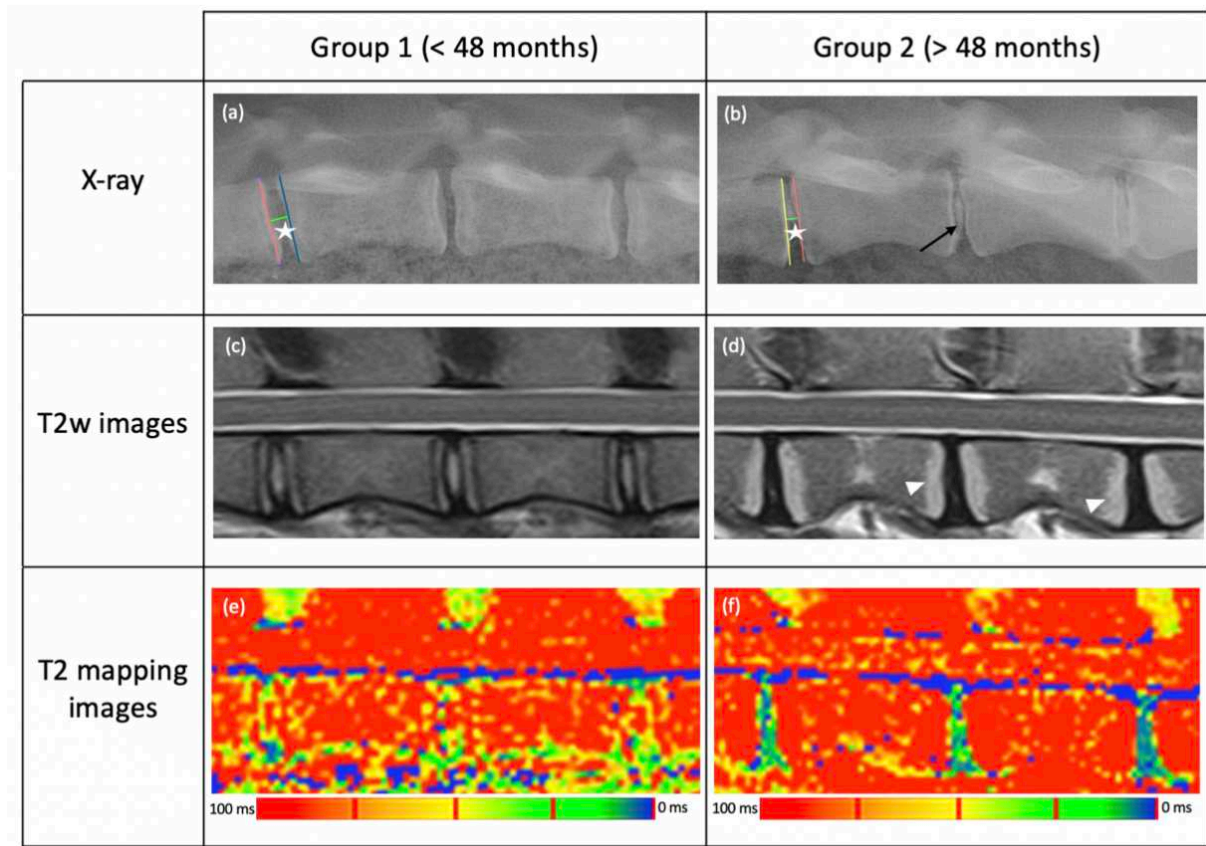 Group 1 (< 48 months)
Group 2 (> 48 months)
X-ray
(a)
(b)
T2w images
(c)
(d)
T2 mapping
images
(e)
(f)
100 ms
0 ms
100 ms
0 ms